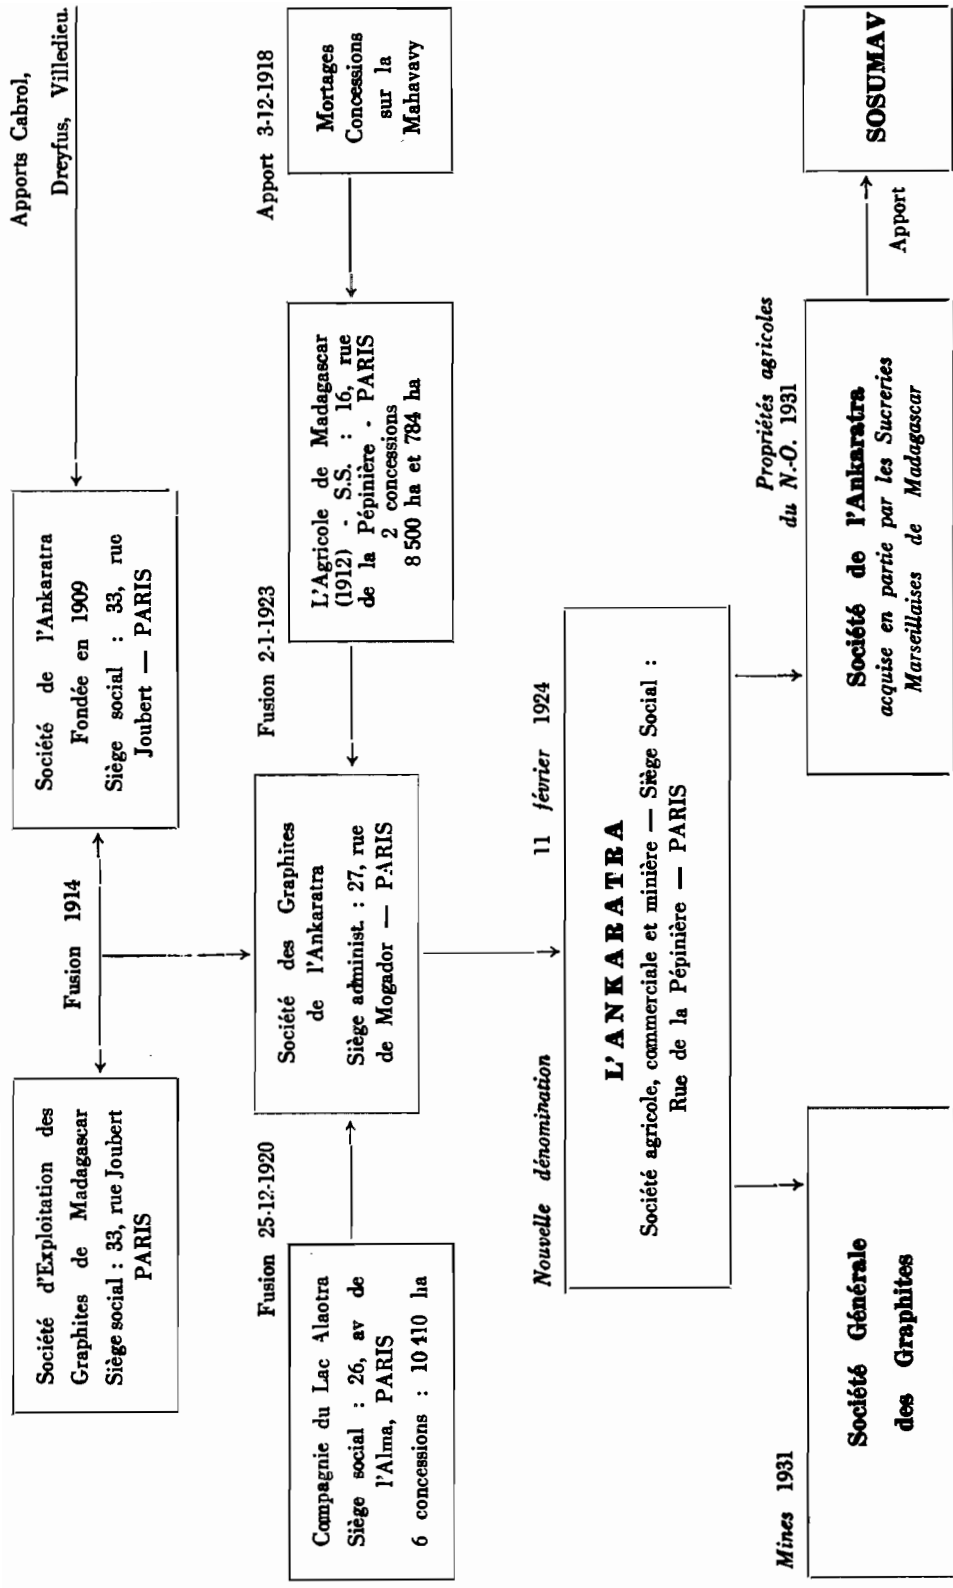 Apports Cabrol,
Dreyfus, Villedieu.
Fusion 1914
Société d'Exploitation des
Graphites de Madagascar
Siège social : 33, rue Joubert
PARIS
Société de l'Ankaratra
Fondée en 1909
Siège social : 33, rue
Joubert — PARIS
Fusion 25-12-1920
Fusion 2-1-1923
Apport 3-12-1918
Compagnie du Lac Alaotra
Siège social : 26, av de
l'Alma, PARIS
6 concessions : 10 410 ha
Société des Graphites
de l'Ankaratra
Siège administ. : 27, rue
de Mogador — PARIS
L'Agricole de Madagascar
(1912) - S.S. : 16, rue
de la Pépinière - PARIS
2 concessions
8 500 ha et 784 ha
Mortages
Concessions
sur la
Mahavavy
Nouvelle dénomination
11 février 1924
L'ANKARATRA
Société agricole, commerciale et minière — Siège Social :
Rue de la Pépinière — PARIS
Mines 1931
Propriétés agricoles
du N.-O. 1931
Société Générale
des Graphites
Société de l'Ankaratra
acquise en partie par les Sucreries
Marseillaises de Madagascar
Apport
SOSUMAV